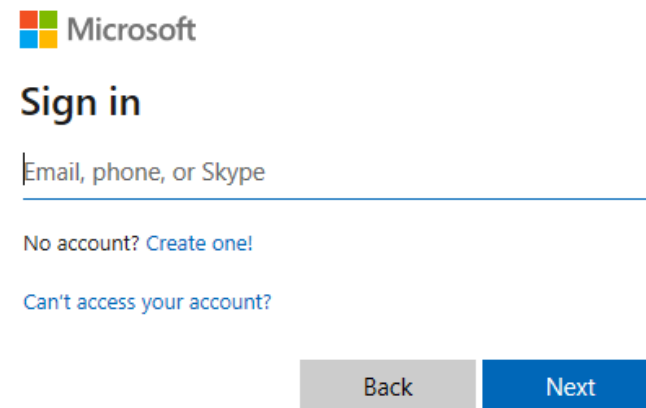 Microsoft
Sign in
Email, phone, or Skype
No account? Create one!
Can't access your account?
Back Next